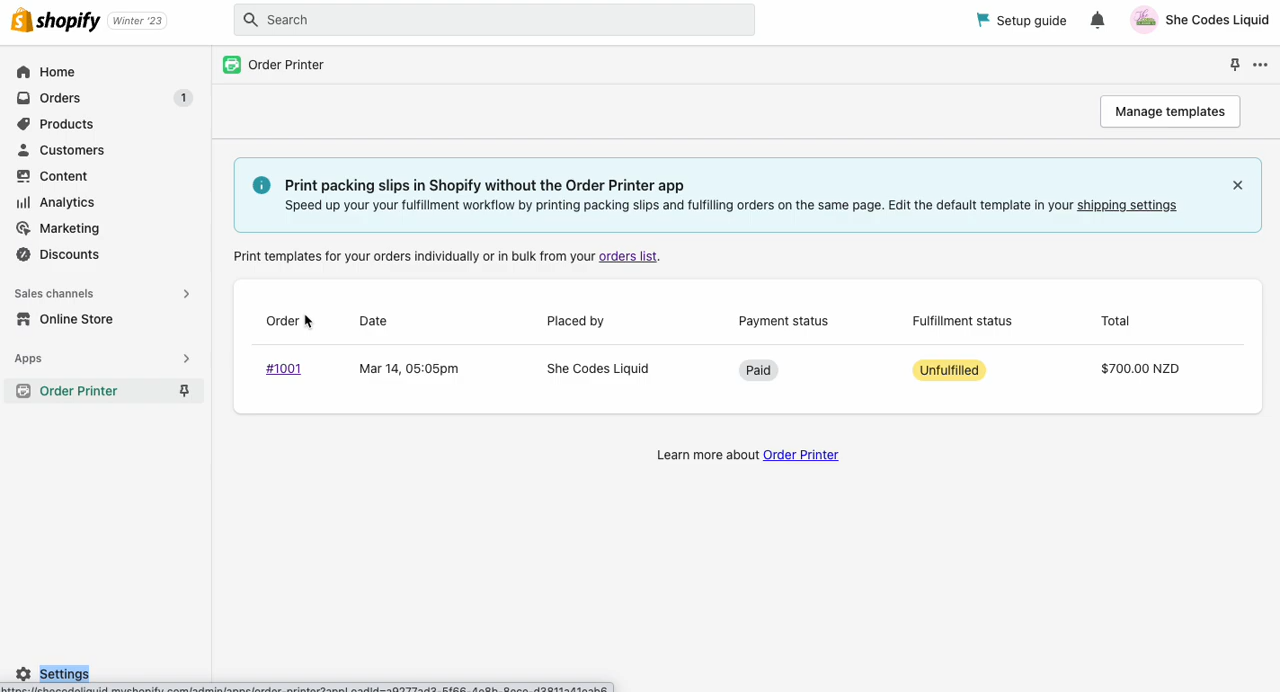 shopify Winter '23
Search
Setup guide
She Codes Liquid
Home
Orders 1
Products
Customers
Content
Analytics
Marketing
Discounts
Sales channels
Online Store
Apps
Order Printer
Settings
Order Printer
Manage templates
Print packing slips in Shopify without the Order Printer app
Speed up your your fulfillment workflow by printing packing slips and fulfilling orders on the same page. Edit the default template in your shipping settings
Print templates for your orders individually or in bulk from your orders list.
Order Date Placed by Payment status Fulfillment status Total
#1001 Mar 14, 05:05pm She Codes Liquid Paid Unfulfilled $700.00 NZD
Learn more about Order Printer